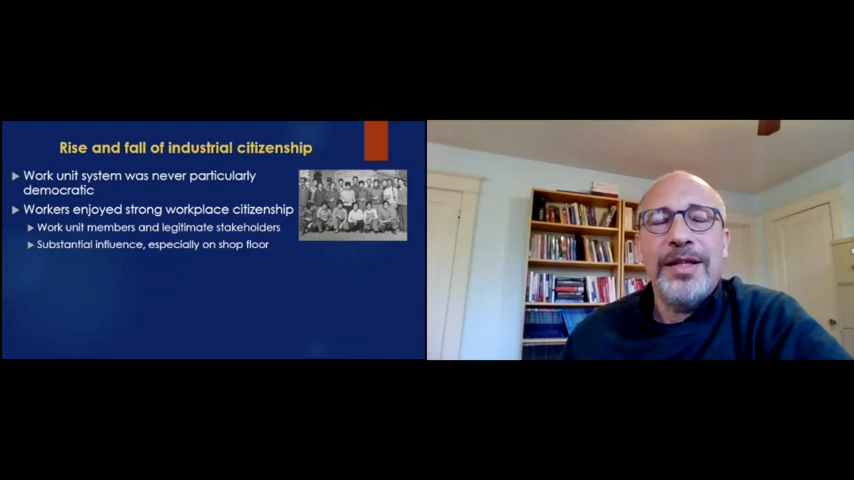 Rise and fall of industrial citizenship
Work unit system was never particularly
democratic
Workers enjoyed strong workplace citizenship
Work unit members and legitimate stakeholders
Substantial influence, especially on shop floor